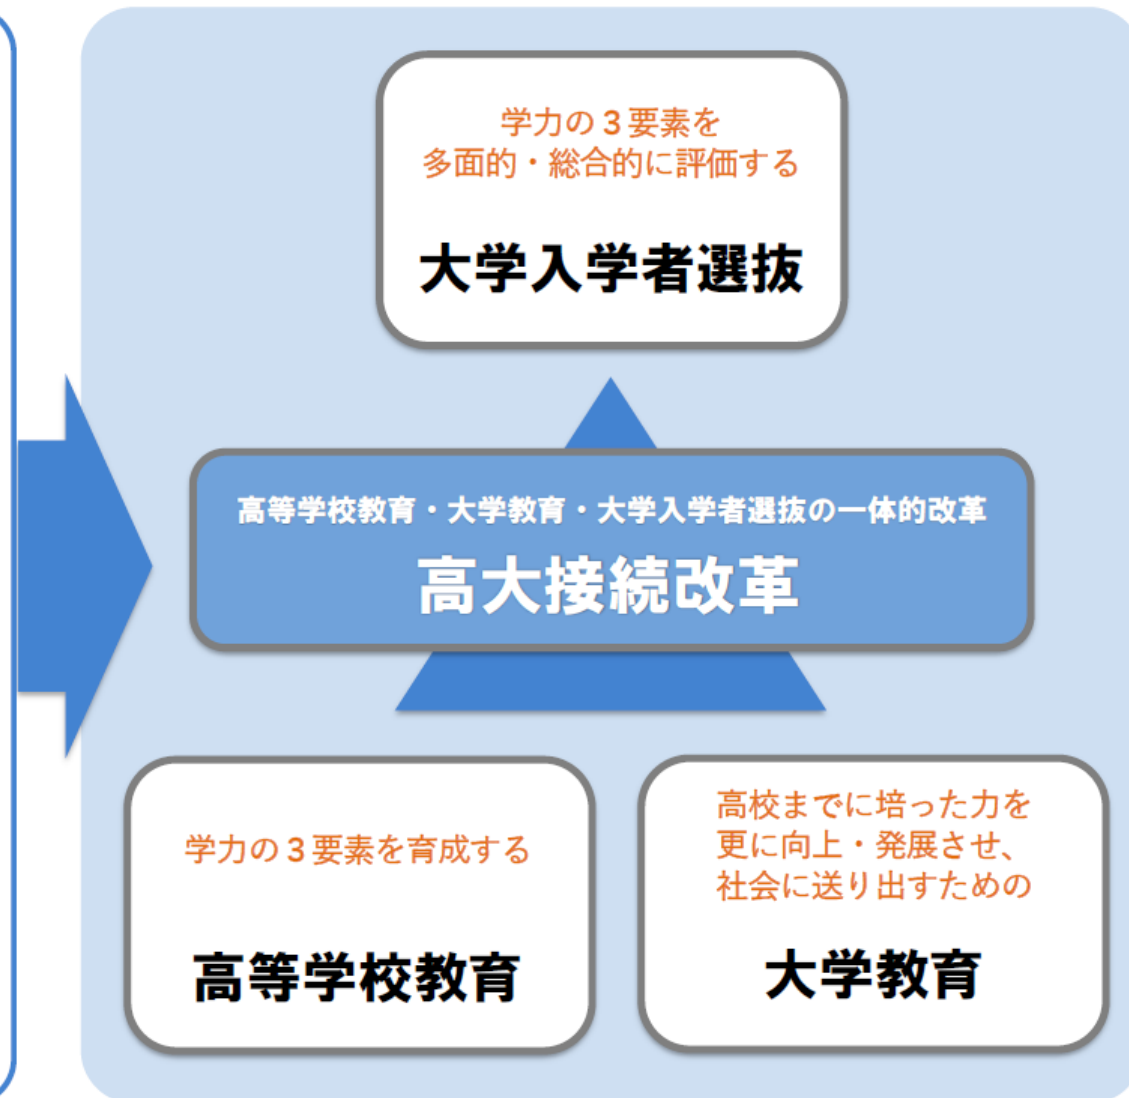 学力の3要素を
多面的・総合的に評価する
大学入学者選抜
高等学校教育・大学教育・大学入学者選抜の一体的改革
高大接続改革
学力の3要素を育成する
高等学校教育
高校までに培った力を
更に向上・発展させ、
社会に送り出すための
大学教育